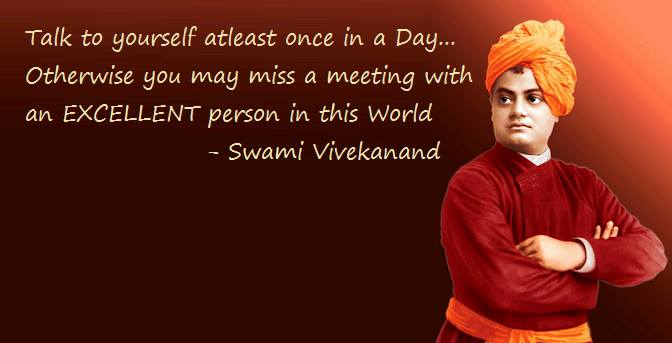 Talk to yourself atleast once in a Day...
Otherwise you may miss a meeting with
an EXCELLENT person in this World
- Swami Vivekanand